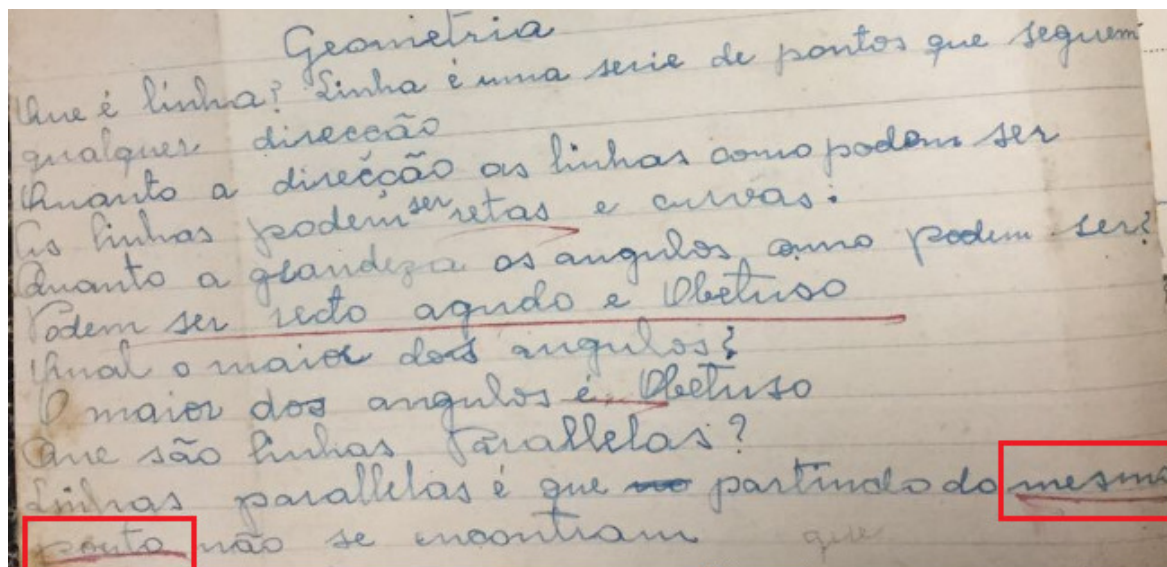 Geometria
Que é linha? Linha é uma serie de pontos que seguem
qualquer direcção
Quanto a direcção as linhas como podem ser
As linhas podem ser retas e curvas:
Quanto a grandeza os angulos como podem ser?
Podem ser recto agudo e Obetuso
Qual o maior dos angulos?
O maior dos angulos é Obetuso
Que são linhas Parallelas?
Linhas parallelas é que partindo do mesmo
ponto não se encontram que